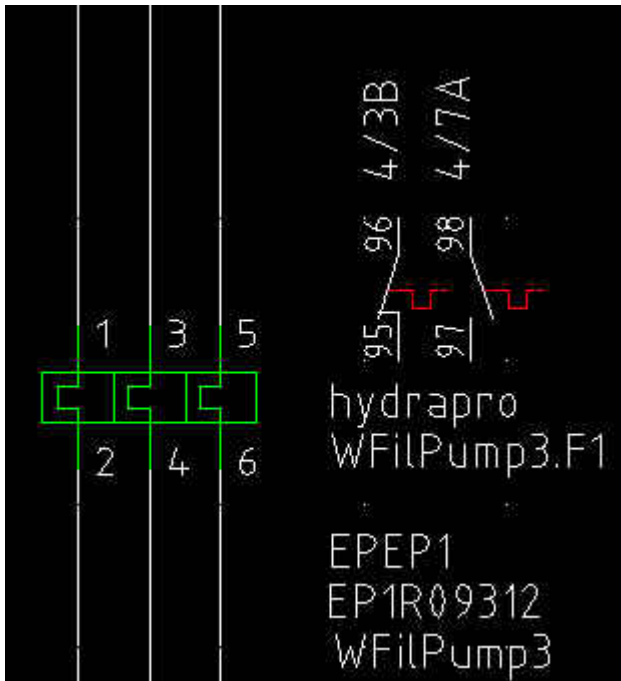 4/3B
4/7A
96
98
95
97
1
3
5
2
4
6
hydrapro
WFilPump3.F1
EPEP1
EP1R09312
WFilPump3